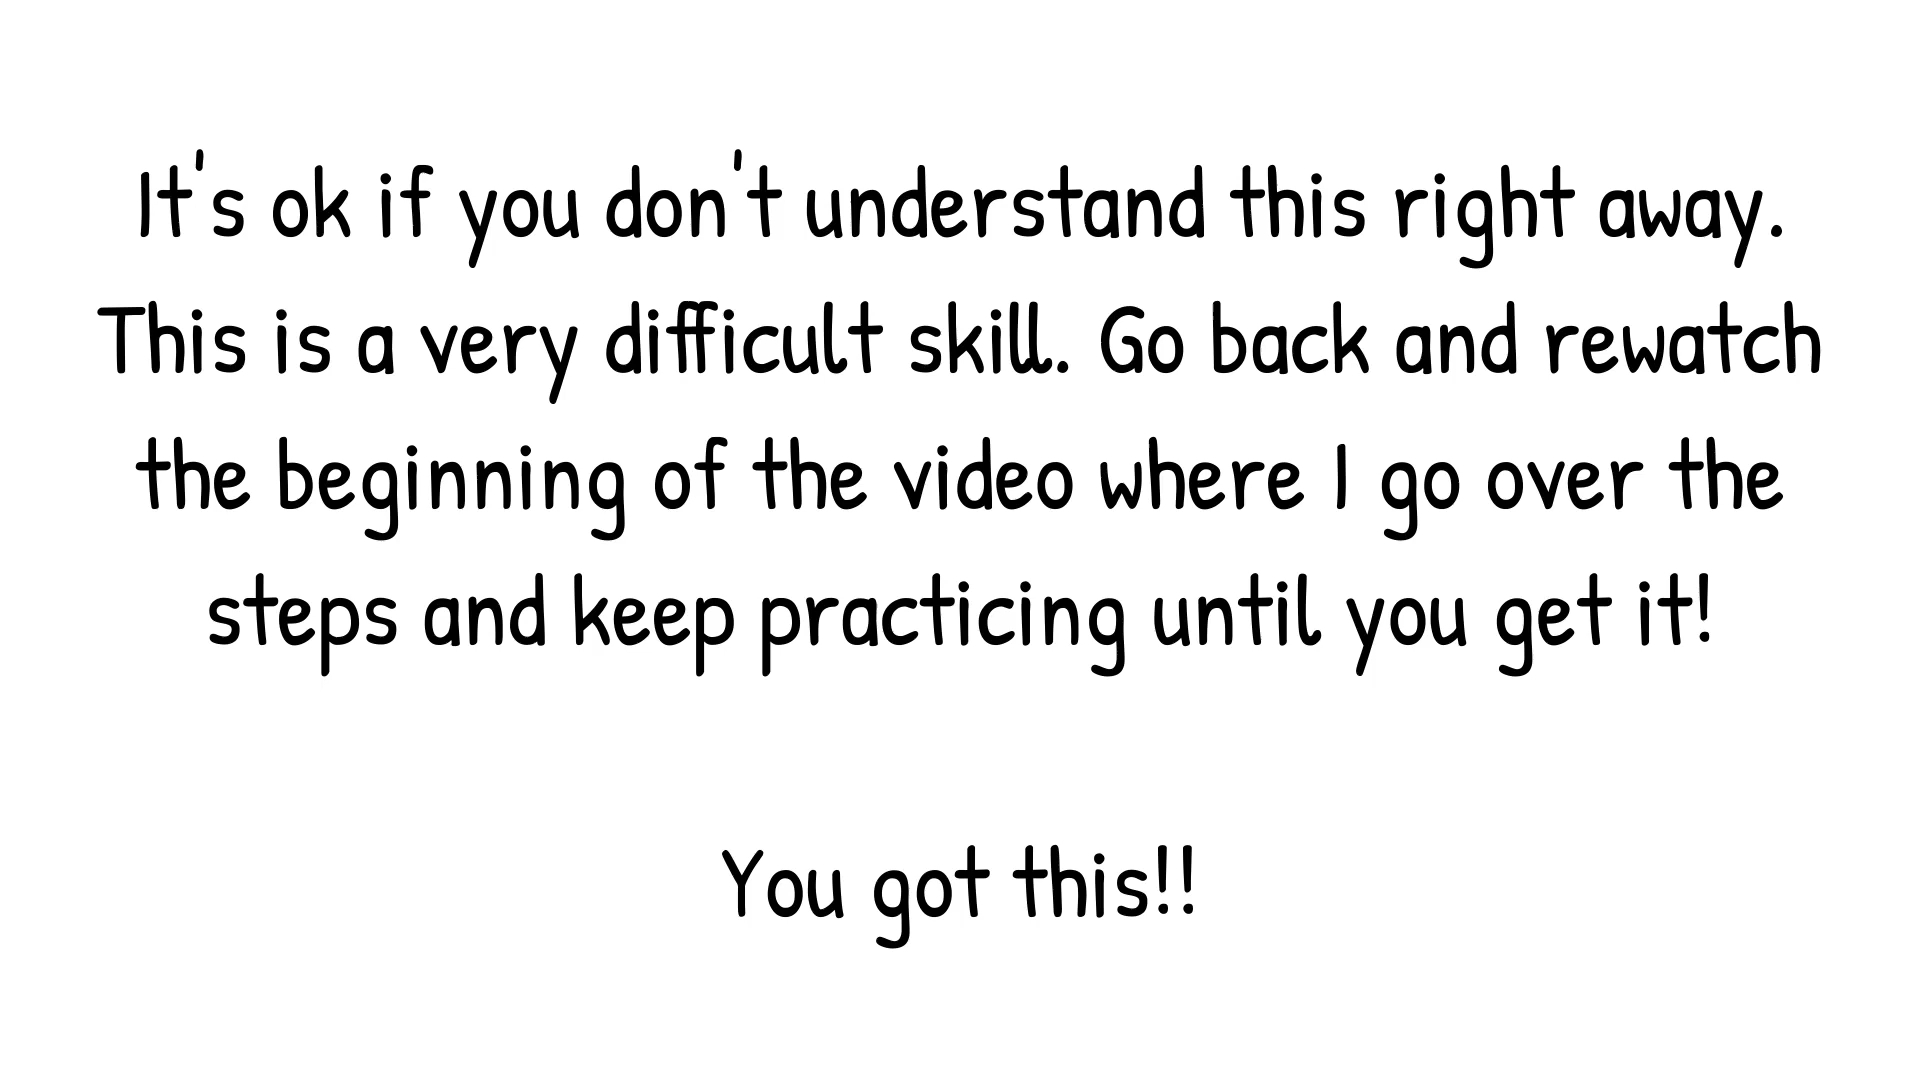 It's ok if you don't understand this right away.
This is a very difficult skill. Go back and rewatch
the beginning of the video where I go over the
steps and keep practicing until you get it!
You got this!!